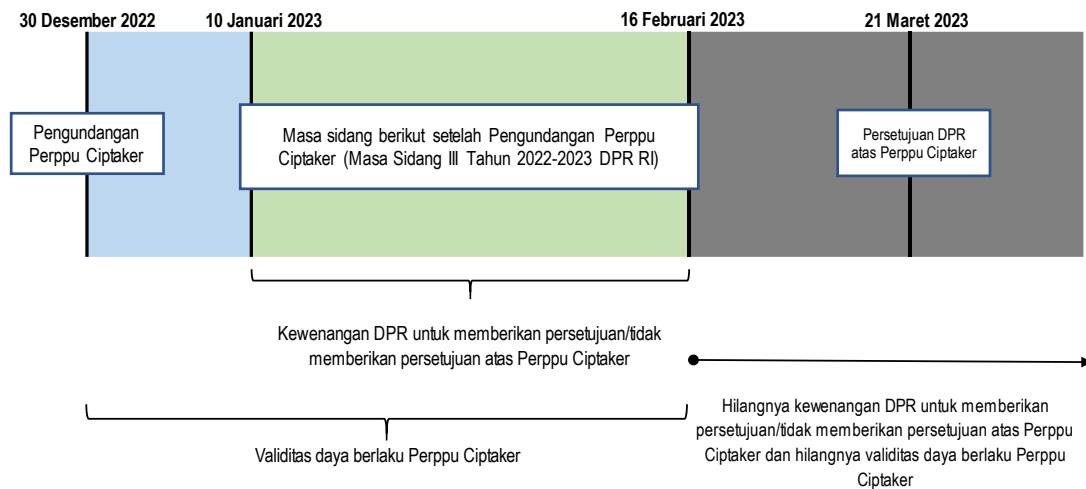 30 Desember 2022
10 Januari 2023
16 Februari 2023
21 Maret 2023
Pengundangan
Perppu Ciptaker
Masa sidang berikut setelah Pengundangan Perppu
Ciptaker (Masa Sidang III Tahun 2022-2023 DPR RI)
Persetujuan DPR
atas Perppu Ciptaker
Kewenangan DPR untuk memberikan persetujuan/tidak
memberikan persetujuan atas Perppu Ciptaker
Validitas daya berlaku Perppu Ciptaker
Hilangnya kewenangan DPR untuk memberikan
persetujuan/tidak memberikan persetujuan atas Perppu
Ciptaker dan hilangnya validitas daya berlaku Perppu
Ciptaker